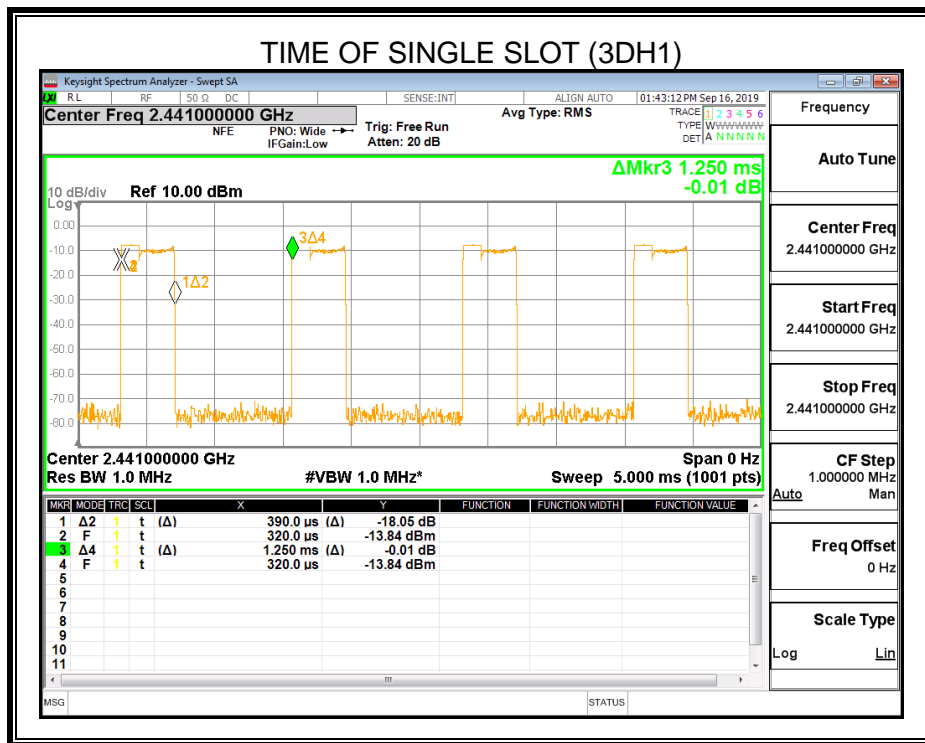 TIME OF SINGLE SLOT (3DH1)
Keysight Spectrum Analyzer - Swept SA
LXI RL RF 50 Ω DC SENSE:INT ALIGN AUTO 01:43:12 PM Sep 16, 2019
Center Freq 2.441000000 GHz
NFE
PNO: Wide
IFGain:Low
Trig: Free Run
Atten: 20 dB
Avg Type: RMS
TRACE 1 2 3 4 5 6
TYPE WWWWWW
DET A N N N N N
ΔMkr3 1.250 ms
-0.01 dB
10 dB/div Ref 10.00 dBm
Log
0.00
-10.0
-20.0
-30.0
-40.0
-50.0
-60.0
-70.0
-80.0
2
1Δ2
3Δ4
Center 2.441000000 GHz Span 0 Hz
Res BW 1.0 MHz #VBW 1.0 MHz* Sweep 5.000 ms (1001 pts)
MKR MODE TRC SCL X Y FUNCTION FUNCTION WIDTH FUNCTION VALUE
1 Δ2 1 t (Δ) 390.0 µs (Δ) -18.05 dB
2 F 1 t 320.0 µs -13.84 dBm
3 Δ4 1 t (Δ) 1.250 ms (Δ) -0.01 dB
4 F 1 t 320.0 µs -13.84 dBm
5
6
7
8
9
10
11
MSG STATUS
Frequency
Auto Tune
Center Freq
2.441000000 GHz
Start Freq
2.441000000 GHz
Stop Freq
2.441000000 GHz
CF Step
1.000000 MHz
Auto Man
Freq Offset
0 Hz
Scale Type
Log Lin